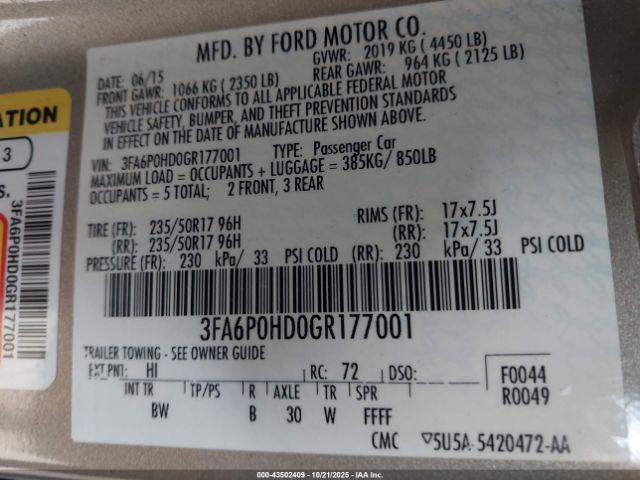 MFD. BY FORD MOTOR CO.
DATE: 06/15
GVWR: 2019 KG (4450 LB)
FRONT GAWR: 1066 KG (2350 LB)
REAR GAWR: 964 KG (2125 LB)
THIS VEHICLE CONFORMS TO ALL APPLICABLE FEDERAL MOTOR
VEHICLE SAFETY, BUMPER, AND THEFT PREVENTION STANDARDS
IN EFFECT ON THE DATE OF MANUFACTURE SHOWN ABOVE.
VIN: 3FA6P0HD0GR177001 TYPE: Passenger Car
MAXIMUM LOAD = OCCUPANTS + LUGGAGE = 385KG/ 850LB
OCCUPANTS = 5 TOTAL; 2 FRONT, 3 REAR
TIRE (FR): 235/50R17 96H RIMS (FR): 17x7.5J
(RR): 235/50R17 96H (RR): 17x7.5J
PRESSURE (FR): 230 kPa/ 33 PSI COLD (RR): 230 kPa/ 33 PSI COLD
3FA6P0HD0GR177001
TRAILER TOWING - SEE OWNER GUIDE
EXT PNT: HI RC: 72 DSO: F0044
R0049
INT TR TP/PS R AXLE TR SPR
BW B 30 W FFFF
CMC ▽5U5A-5420472-AA
ATION
3
S.
3FA6P0HD0GR177001
000-43502409 - 10/21/2025 - IAAI.COM